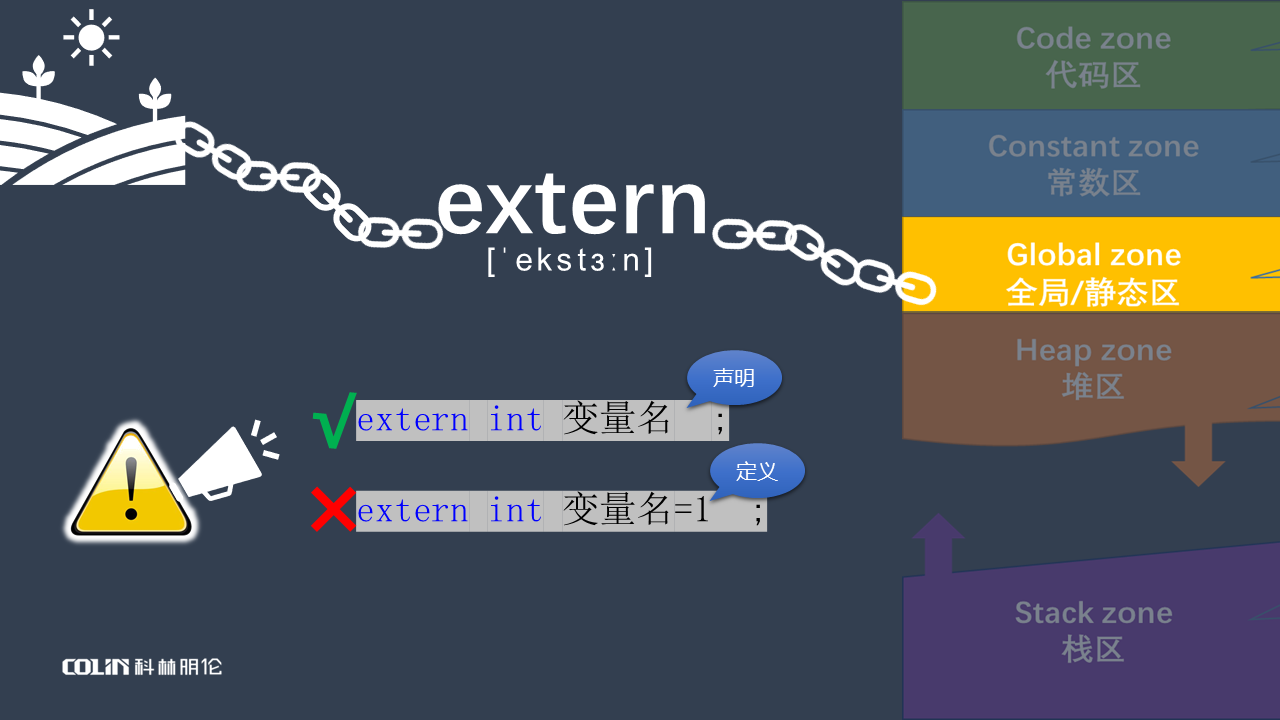 extern
[ˈekstɜːn]
声明
√extern int 变量名 ;
定义
×extern int 变量名=1 ;
COLIN 科林明伦
Code zone
代码区
Constant zone
常数区
Global zone
全局/静态区
Heap zone
堆区
Stack zone
栈区